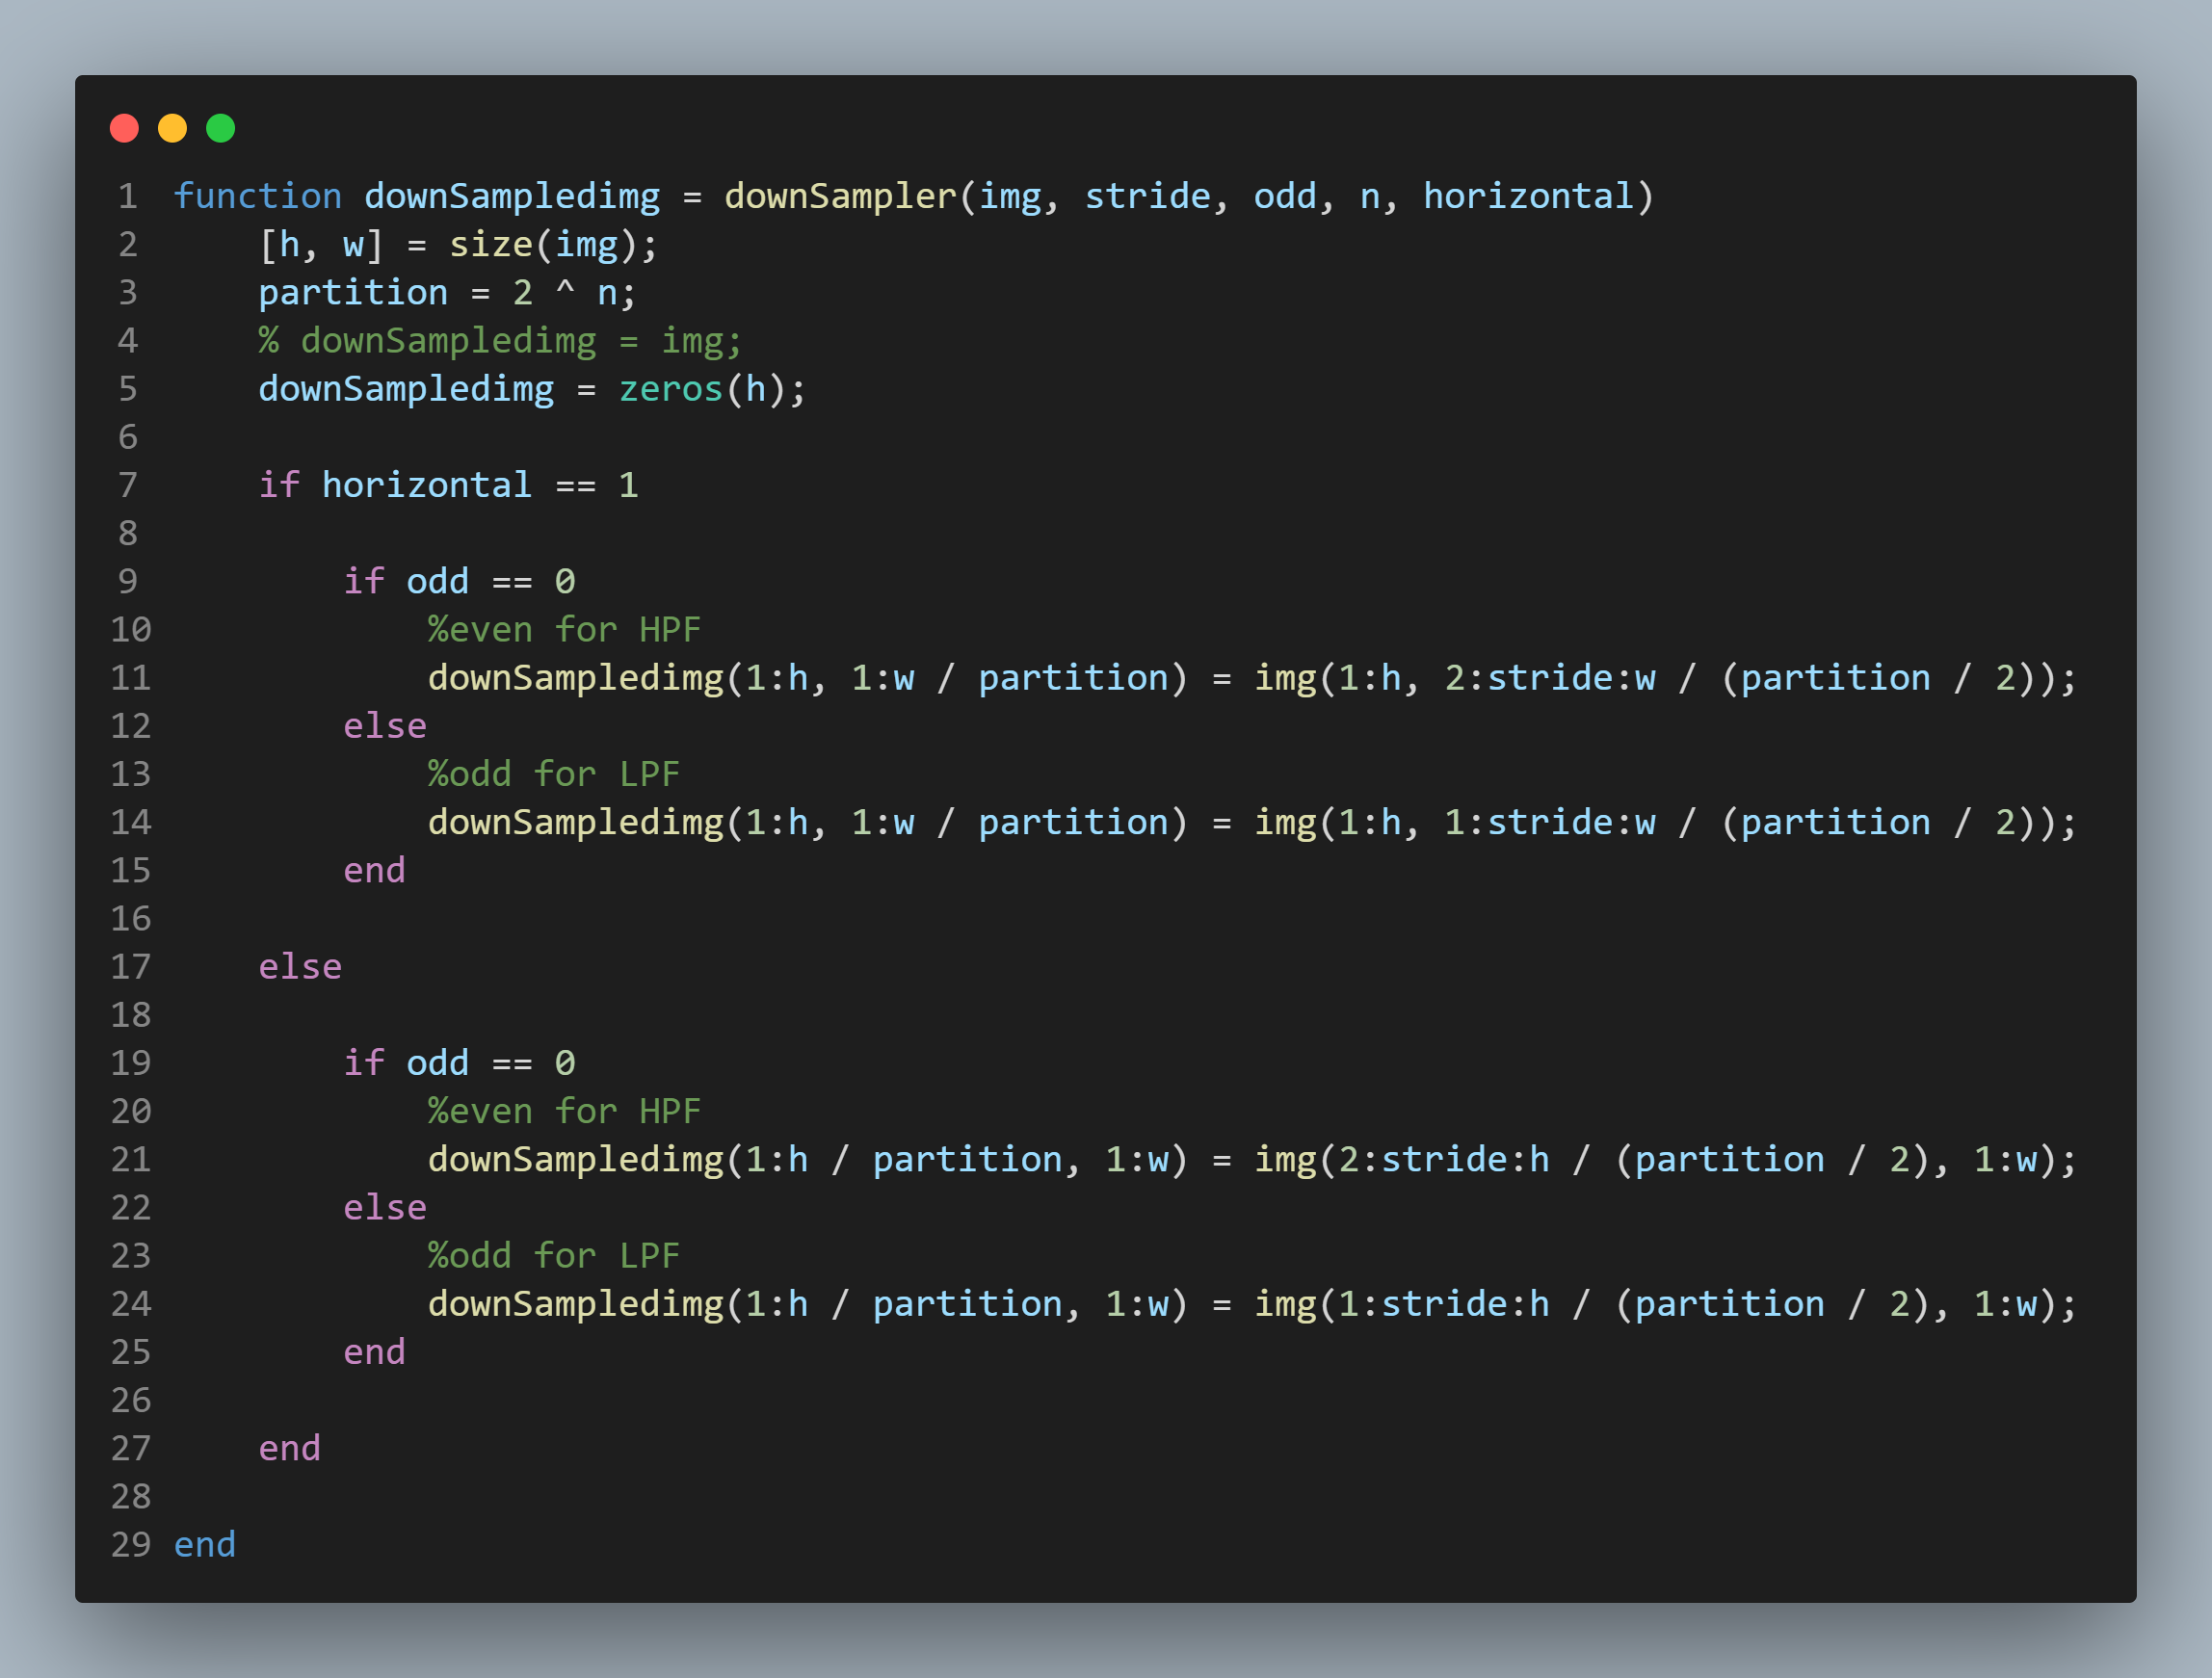 1 function downSampledimg = downSampler(img, stride, odd, n, horizontal)
2     [h, w] = size(img);
3     partition = 2 ^ n;
4     % downSampledimg = img;
5     downSampledimg = zeros(h);
6
7     if horizontal == 1
8
9         if odd == 0
10             %even for HPF
11             downSampledimg(1:h, 1:w / partition) = img(1:h, 2:stride:w / (partition / 2));
12         else
13             %odd for LPF
14             downSampledimg(1:h, 1:w / partition) = img(1:h, 1:stride:w / (partition / 2));
15         end
16
17     else
18
19         if odd == 0
20             %even for HPF
21             downSampledimg(1:h / partition, 1:w) = img(2:stride:h / (partition / 2), 1:w);
22         else
23             %odd for LPF
24             downSampledimg(1:h / partition, 1:w) = img(1:stride:h / (partition / 2), 1:w);
25         end
26
27     end
28
29 end